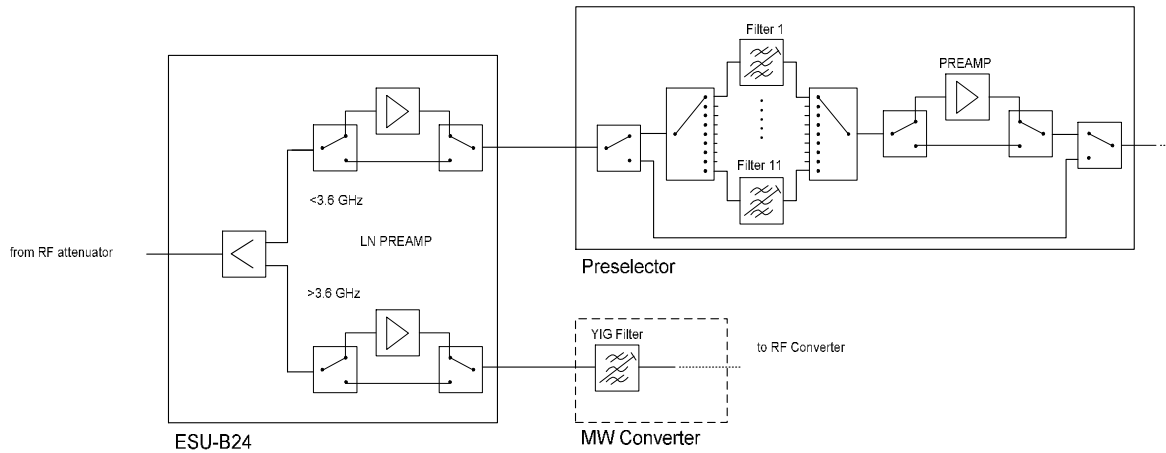 Filter 1
PREAMP
Filter 11
<3.6 GHz
LN PREAMP
from RF attenuator
Preselector
>3.6 GHz
YIG Filter
to RF Converter
ESU-B24
MW Converter